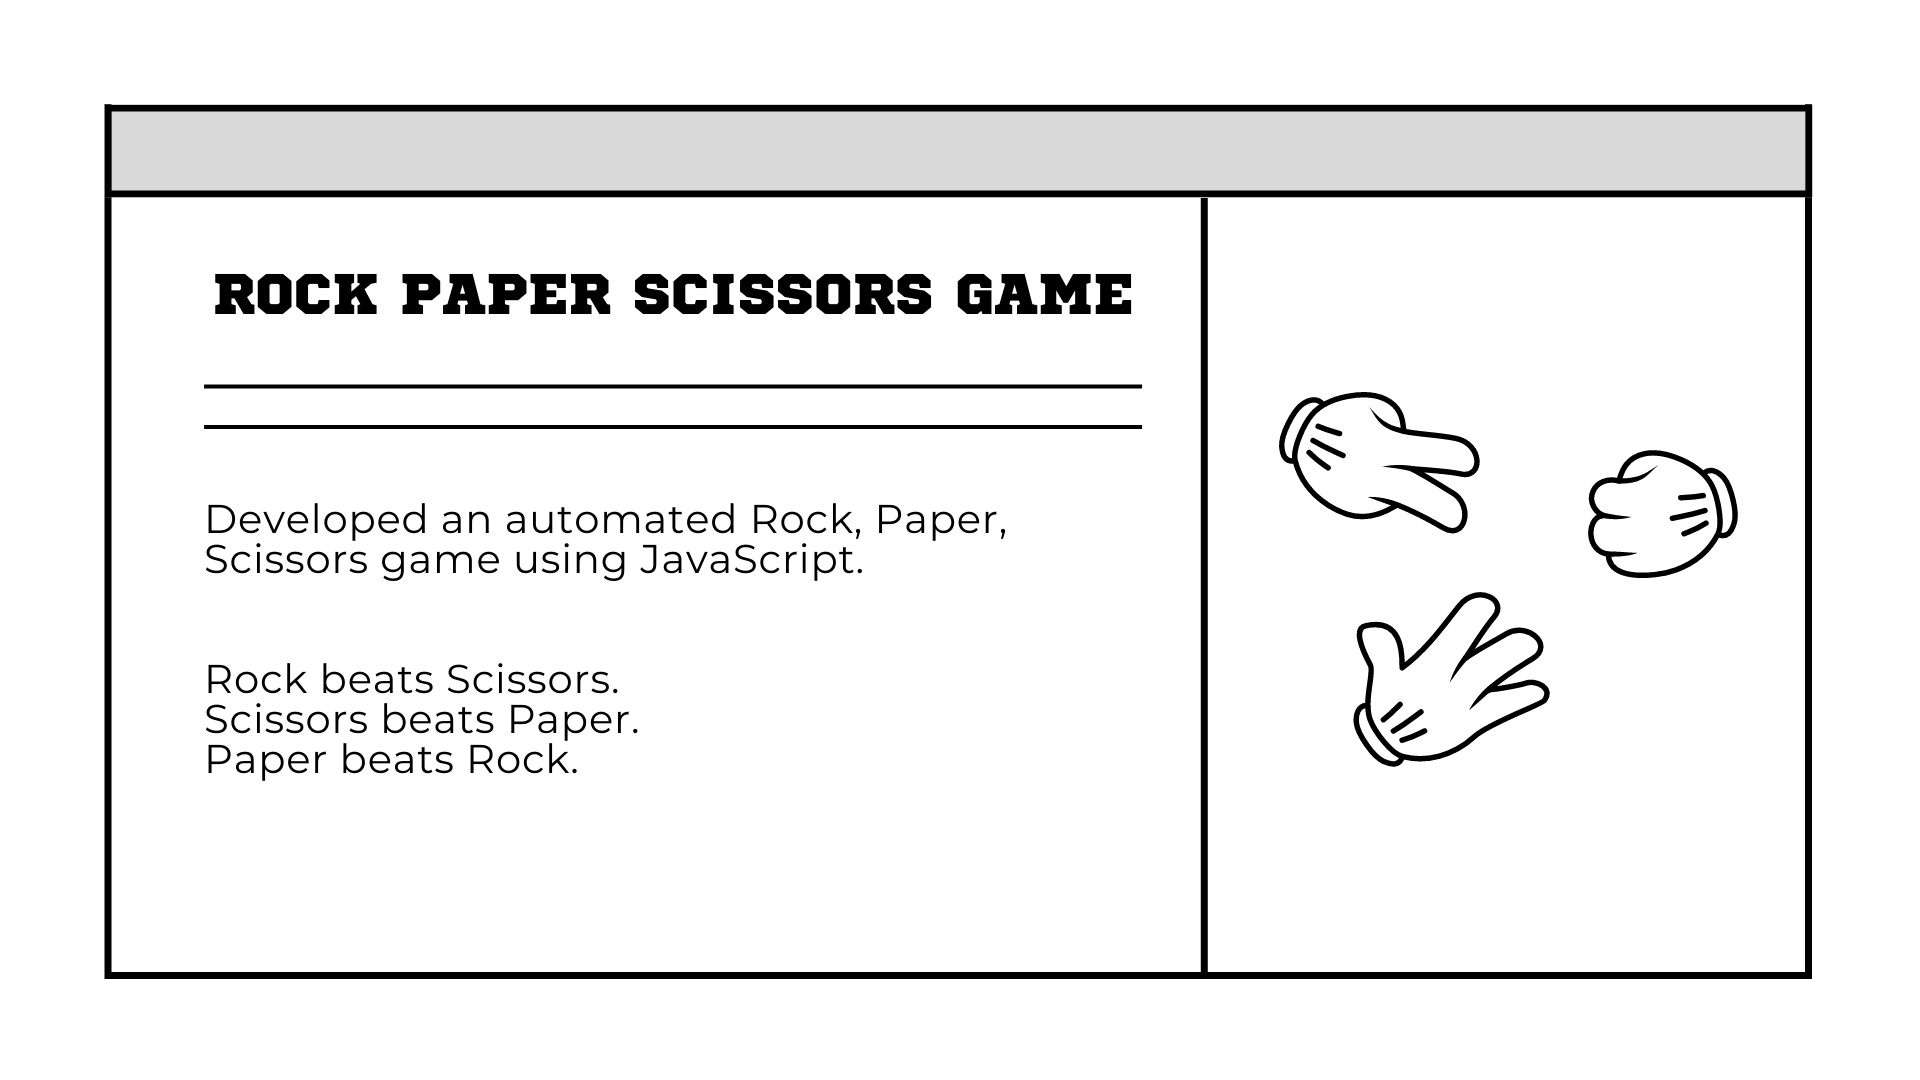 ROCK PAPER SCISSORS GAME
Developed an automated Rock, Paper,
Scissors game using JavaScript.
Rock beats Scissors.
Scissors beats Paper.
Paper beats Rock.